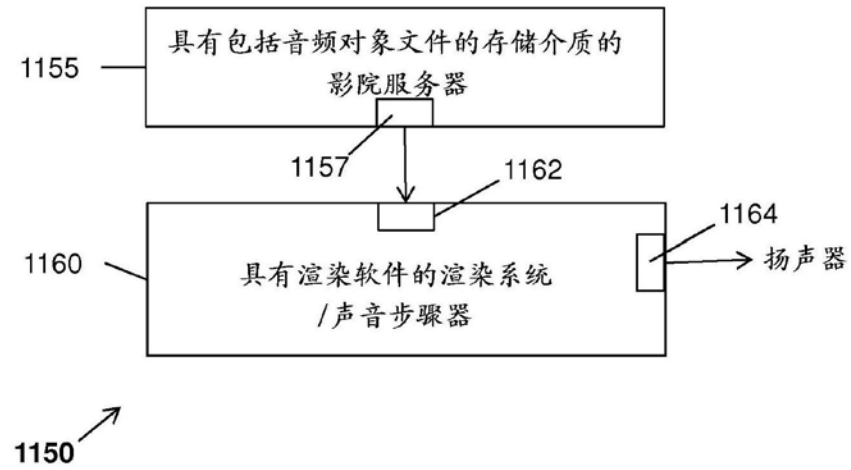 1155
具有包括音频对象文件的存储介质的
影院服务器
1157
1162
1164
1160
具有渲染软件的渲染系统
/声音步骤器
扬声器
1150